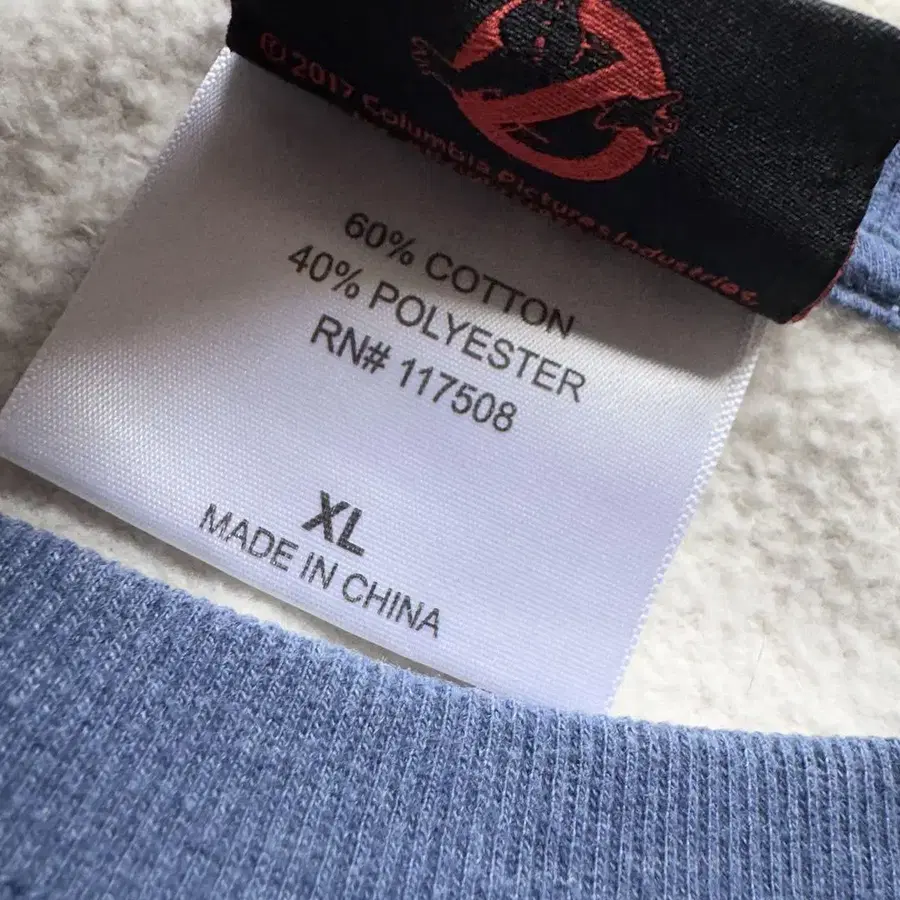 © 2017 Columbia Pictures Industries
60% COTTON
40% POLYESTER
RN# 117508
XL
MADE IN CHINA